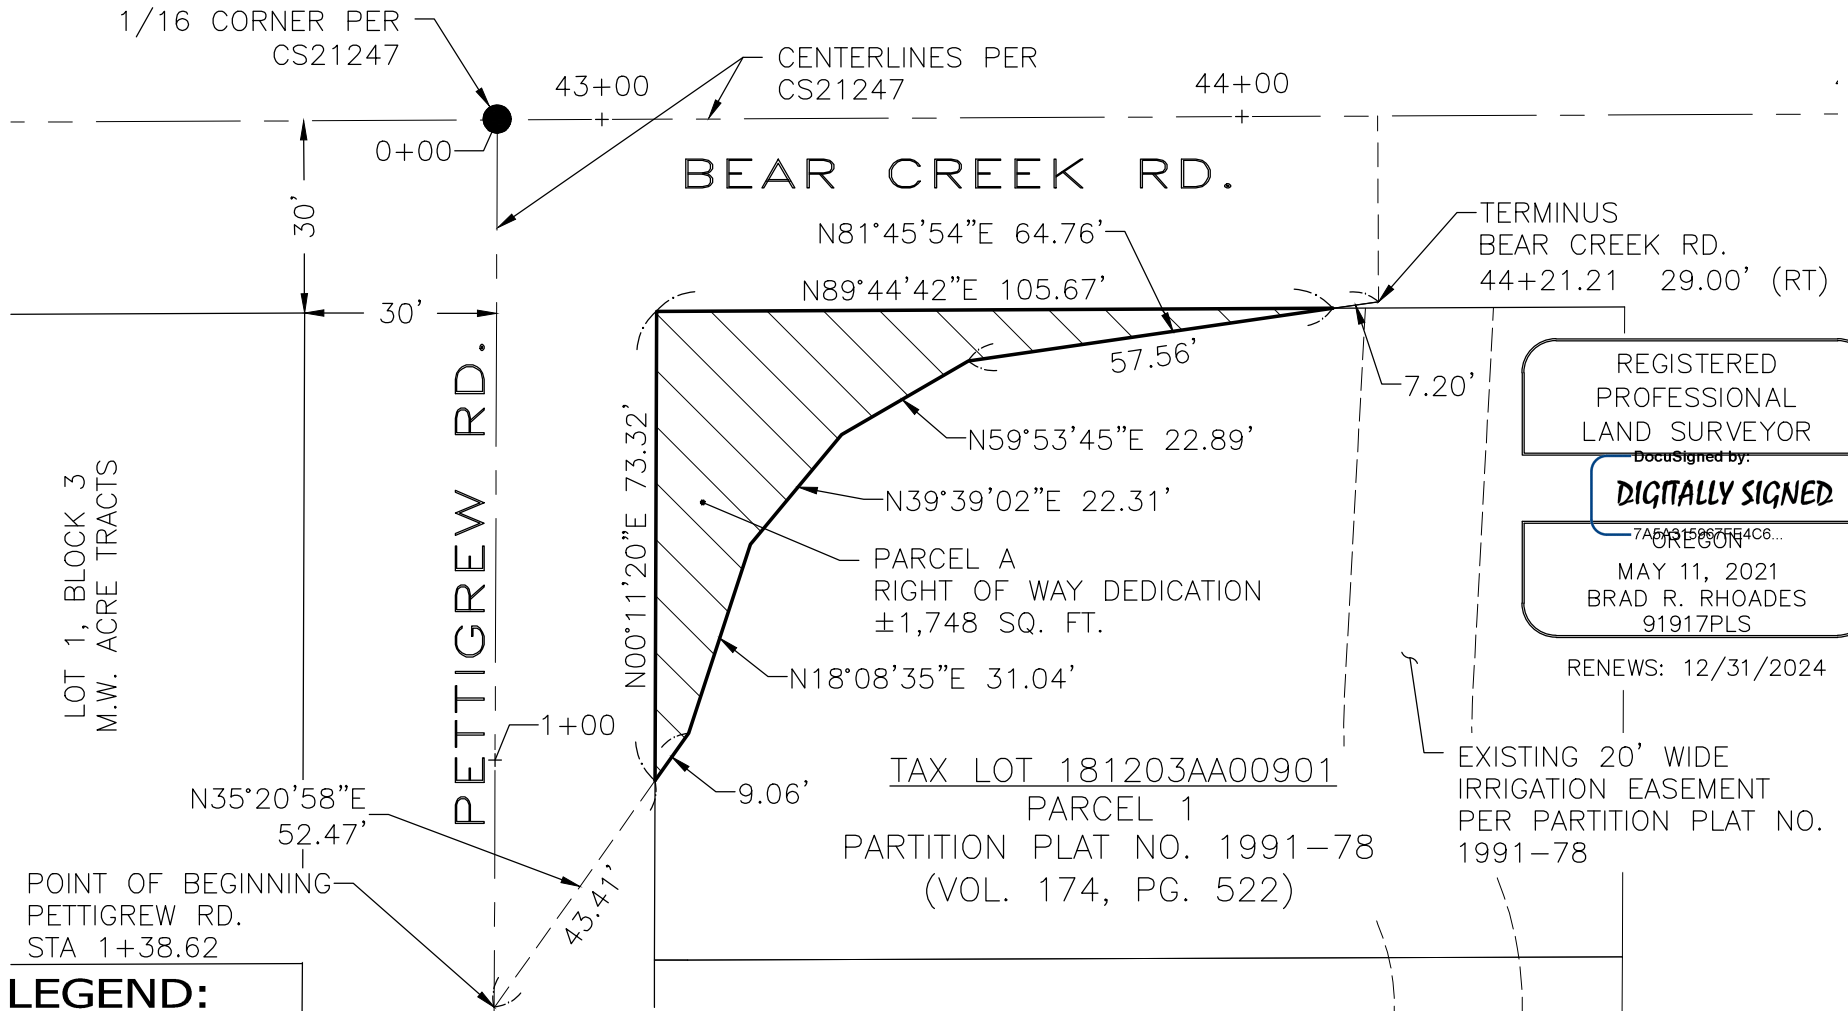 1/16 CORNER PER
CS21247
CENTERLINES PER
CS21247
43+00
44+00
0+00
BEAR CREEK RD.
30'
N81°45'54"E 64.76'
TERMINUS
BEAR CREEK RD.
44+21.21 29.00' (RT)
N89°44'42"E 105.67'
30'
57.56'
7.20'
REGISTERED
PROFESSIONAL
LAND SURVEYOR
DocuSigned by:
DIGITALLY SIGNED
7A5A315967FE4C6...
OREGON
MAY 11, 2021
BRAD R. RHOADES
91917PLS
RENEWS: 12/31/2024
N59°53'45"E 22.89'
N39°39'02"E 22.31'
N00°11'20"E 73.32'
PETTIGREW RD.
LOT 1, BLOCK 3
M.W. ACRE TRACTS
PARCEL A
RIGHT OF WAY DEDICATION
±1,748 SQ. FT.
N18°08'35"E 31.04'
1+00
9.06'
TAX LOT 181203AA00901
PARCEL 1
PARTITION PLAT NO. 1991-78
(VOL. 174, PG. 522)
EXISTING 20' WIDE
IRRIGATION EASEMENT
PER PARTITION PLAT NO.
1991-78
N35°20'58"E
52.47'
43.41'
POINT OF BEGINNING
PETTIGREW RD.
STA 1+38.62
LEGEND: